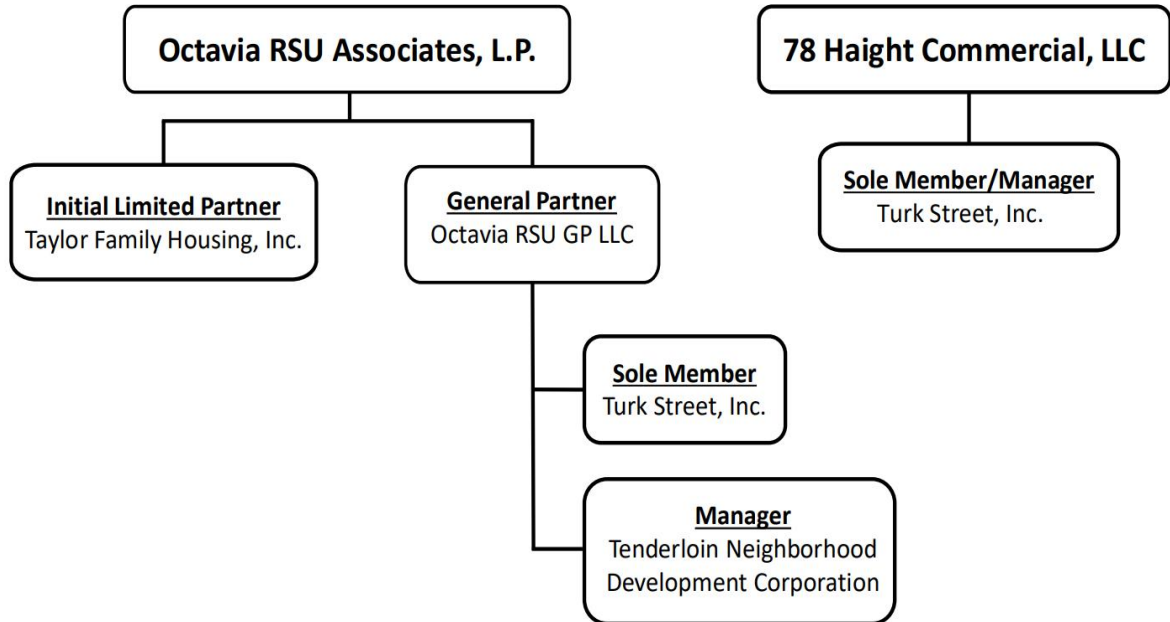 Octavia RSU Associates, L.P.
78 Haight Commercial, LLC
Initial Limited Partner
Taylor Family Housing, Inc.
General Partner
Octavia RSU GP LLC
Sole Member/Manager
Turk Street, Inc.
Sole Member
Turk Street, Inc.
Manager
Tenderloin Neighborhood
Development Corporation